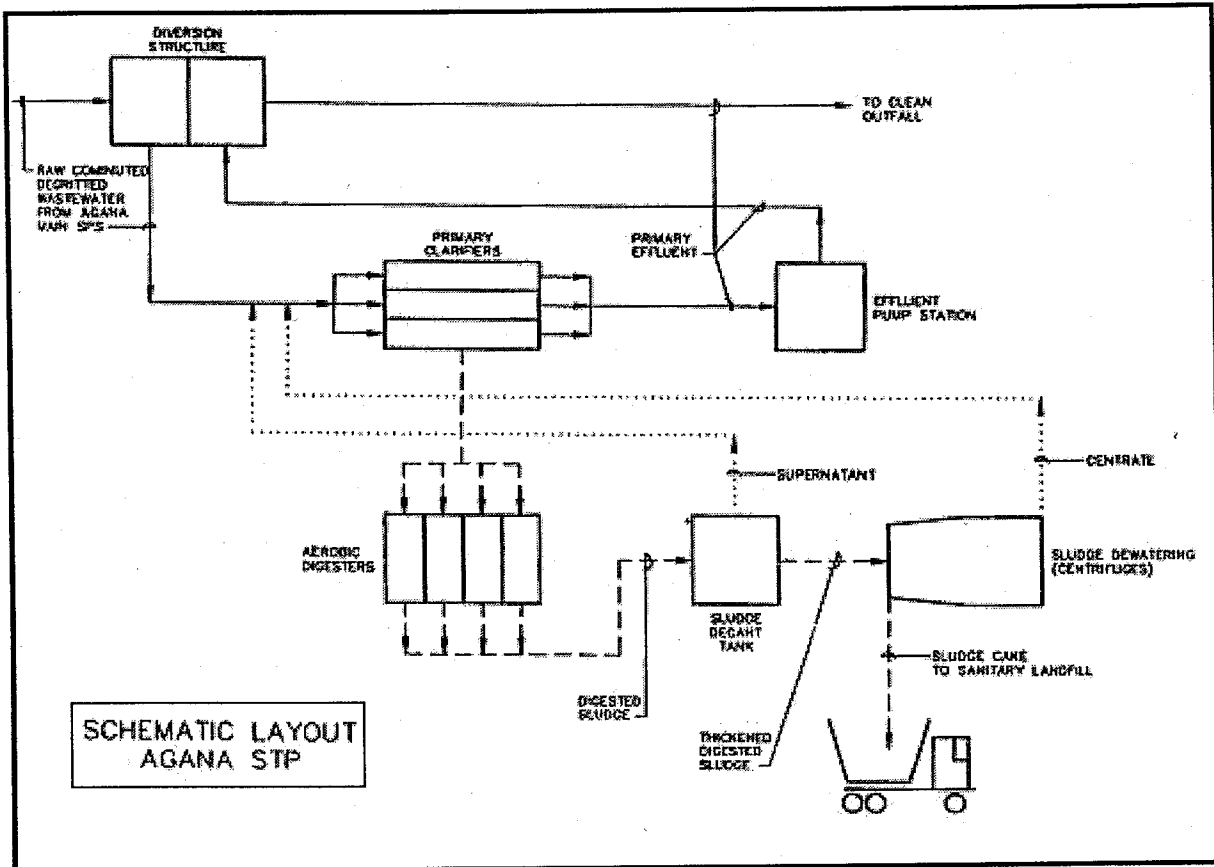 DIVERSION
STRUCTURE
TO CLEAN
OUTFALL
RAW COMINUTED
DEGRITTED
WASTEWATER
FROM AGANA
MAIN SPS
PRIMARY
CLARIFIERS
PRIMARY
EFFLUENT
EFFLUENT
PUMP STATION
SUPERNATANT
CENTRATE
AEROBIC
DIGESTERS
SLUDGE
DECANT
TANK
SLUDGE DEWATERING
(CENTRIFUGES)
DIGESTED
SLUDGE
THICKENED
DIGESTED
SLUDGE
SLUDGE CAKE
TO SANITARY LANDFILL
SCHEMATIC LAYOUT
AGANA STP